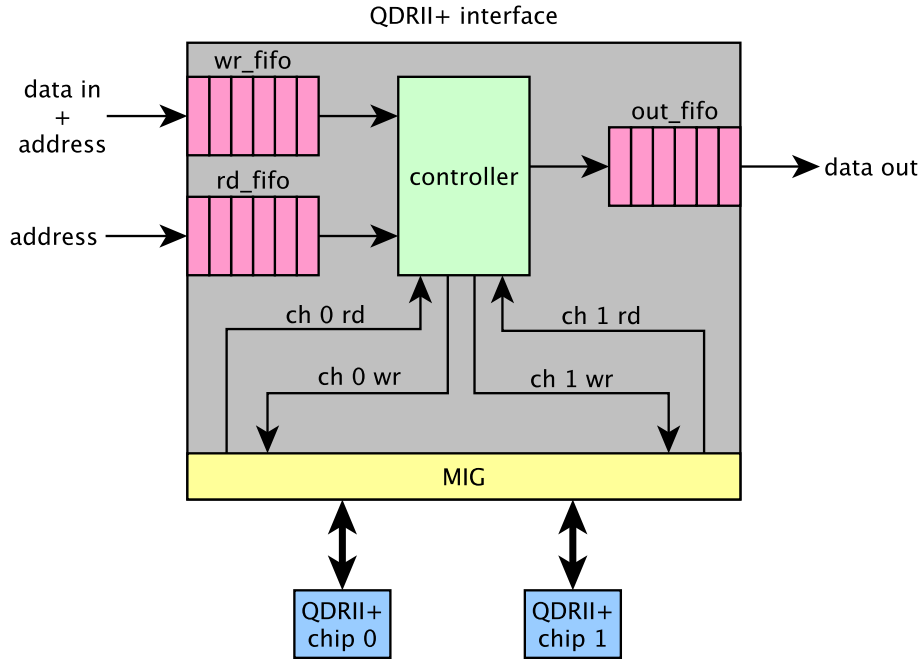 QDRII+ interface
wr_fifo
data in
+
address
out_fifo
controller
data out
rd_fifo
address
ch 0 rd
ch 1 rd
ch 0 wr
ch 1 wr
MIG
QDRII+
chip 0
QDRII+
chip 1